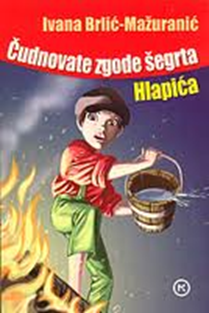 Ivana Brlić-Mažuranić
Čudnovate zgode šegrta
Hlapića